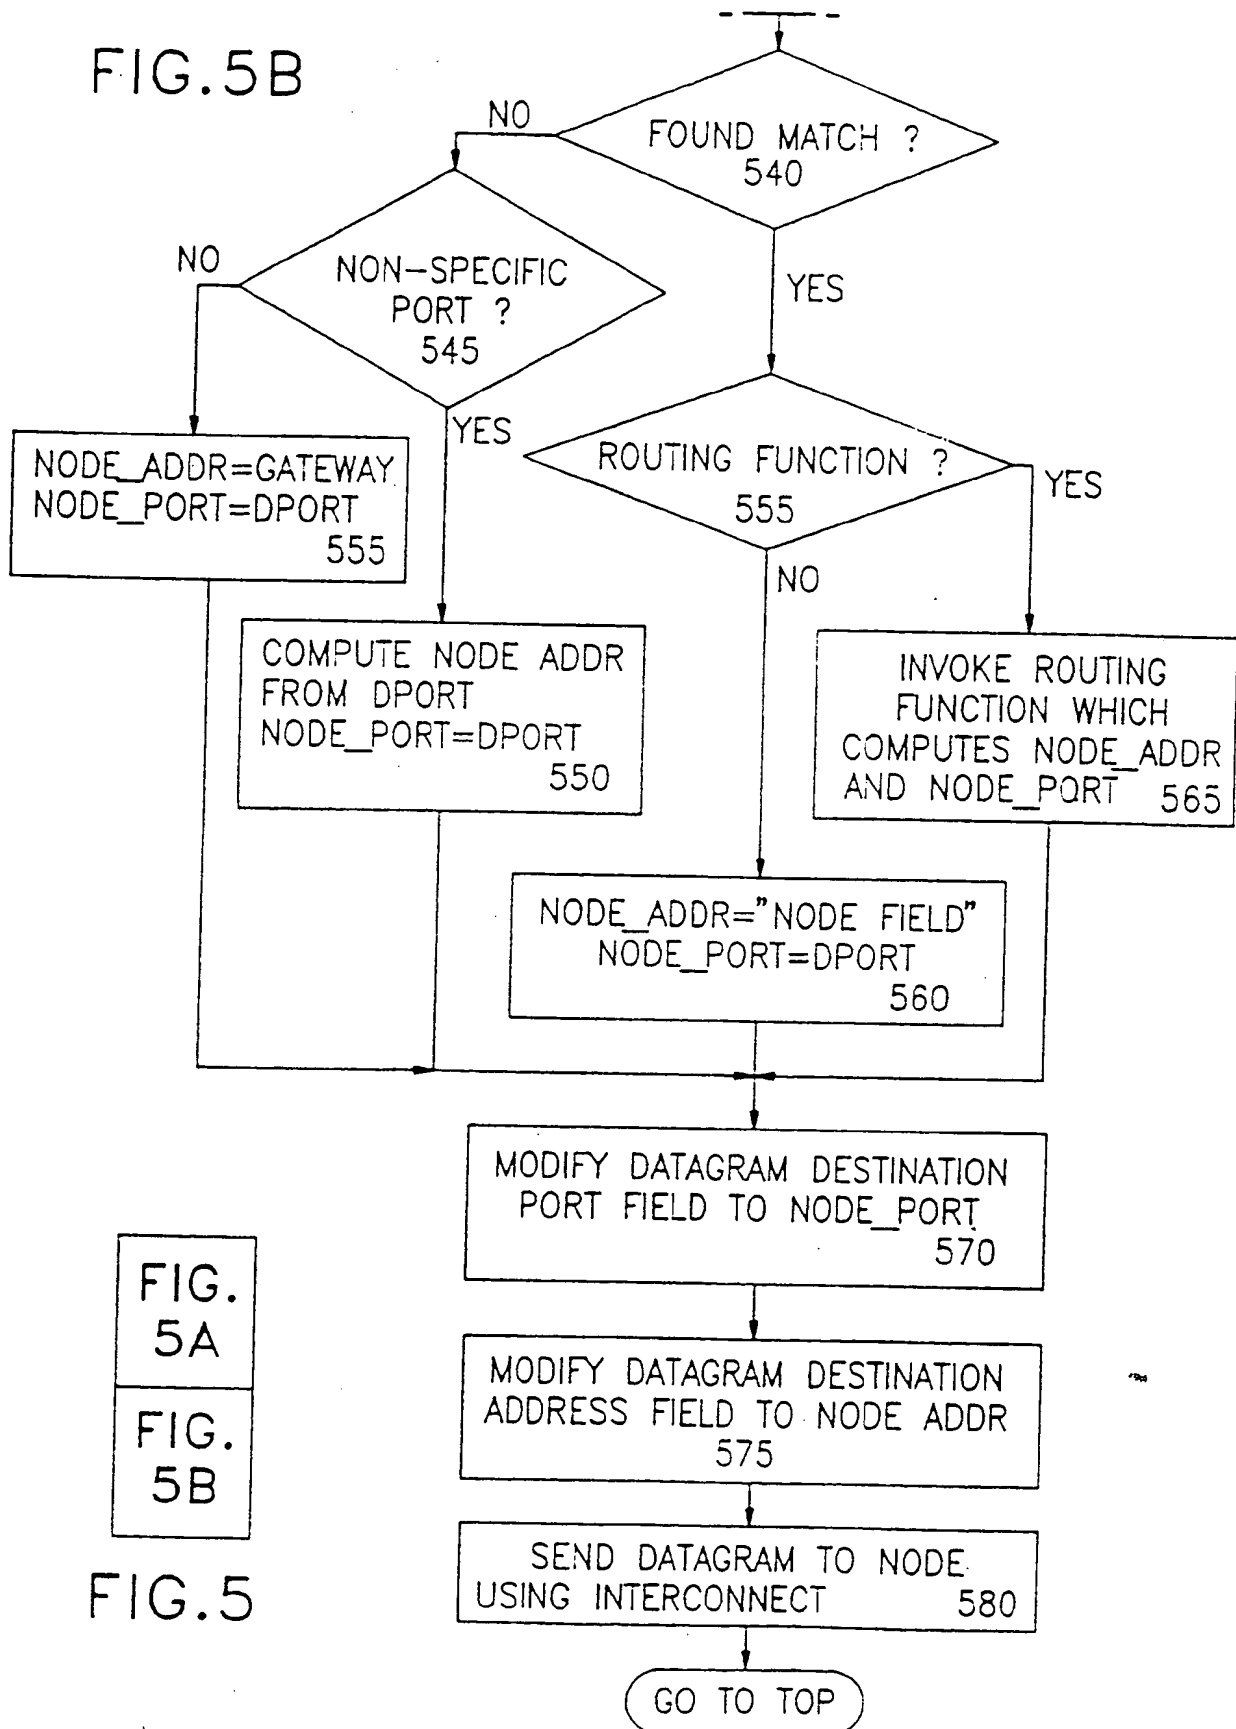 FIG.5B
FOUND MATCH ?
540
NO
YES
NON-SPECIFIC
PORT ?
545
NO
YES
ROUTING FUNCTION ?
555
YES
NO
NODE_ADDR=GATEWAY
NODE_PORT=DPORT
555
COMPUTE NODE ADDR
FROM DPORT
NODE_PORT=DPORT
550
INVOKE ROUTING
FUNCTION WHICH
COMPUTES NODE_ADDR
AND NODE_PORT 565
NODE_ADDR="NODE FIELD"
NODE_PORT=DPORT
560
MODIFY DATAGRAM DESTINATION
PORT FIELD TO NODE_PORT
570
MODIFY DATAGRAM DESTINATION
ADDRESS FIELD TO NODE ADDR
575
SEND DATAGRAM TO NODE
USING INTERCONNECT 580
GO TO TOP
FIG.
5A
FIG.
5B
FIG.5